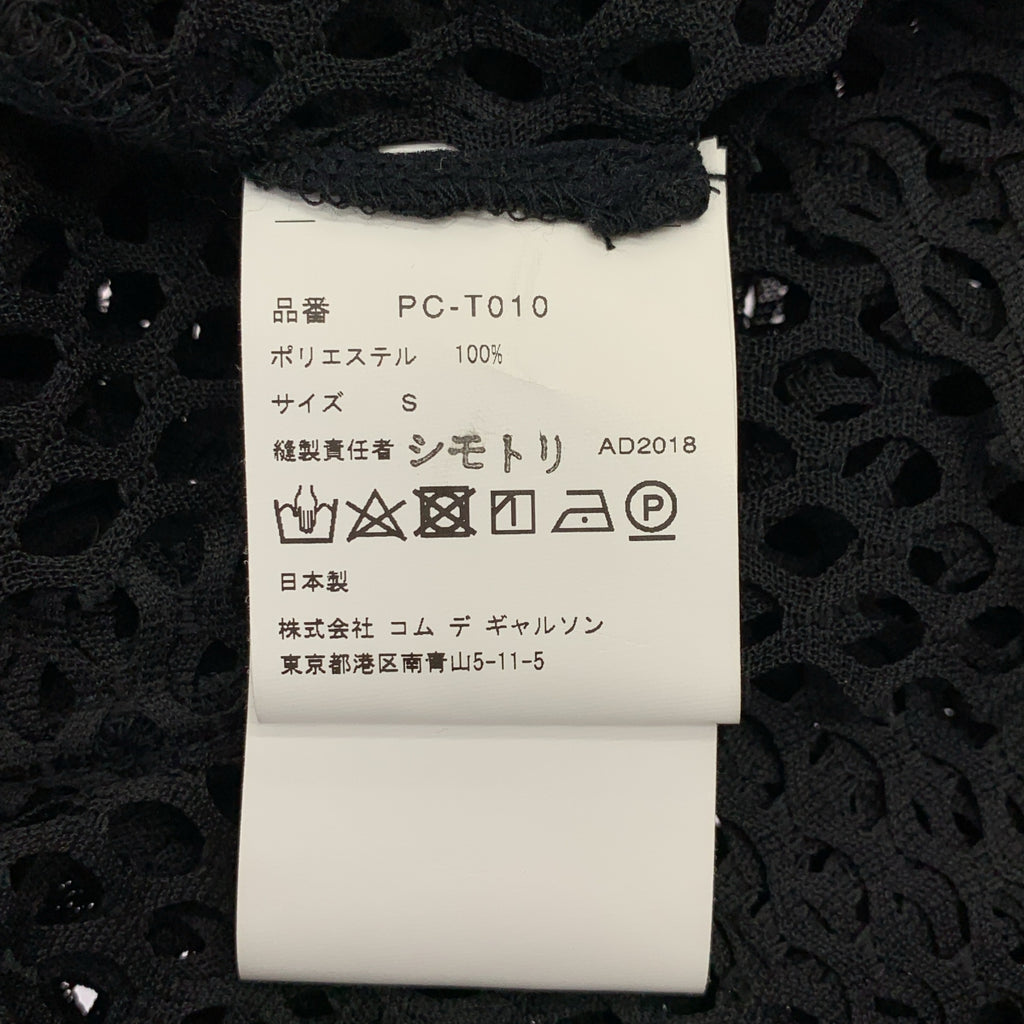 品番 PC-T010
ポリエステル 100%
サイズ S
縫製責任者 シモトリ AD2018
P
日本製
株式会社 コム デ ギャルソン
東京都港区南青山5-11-5